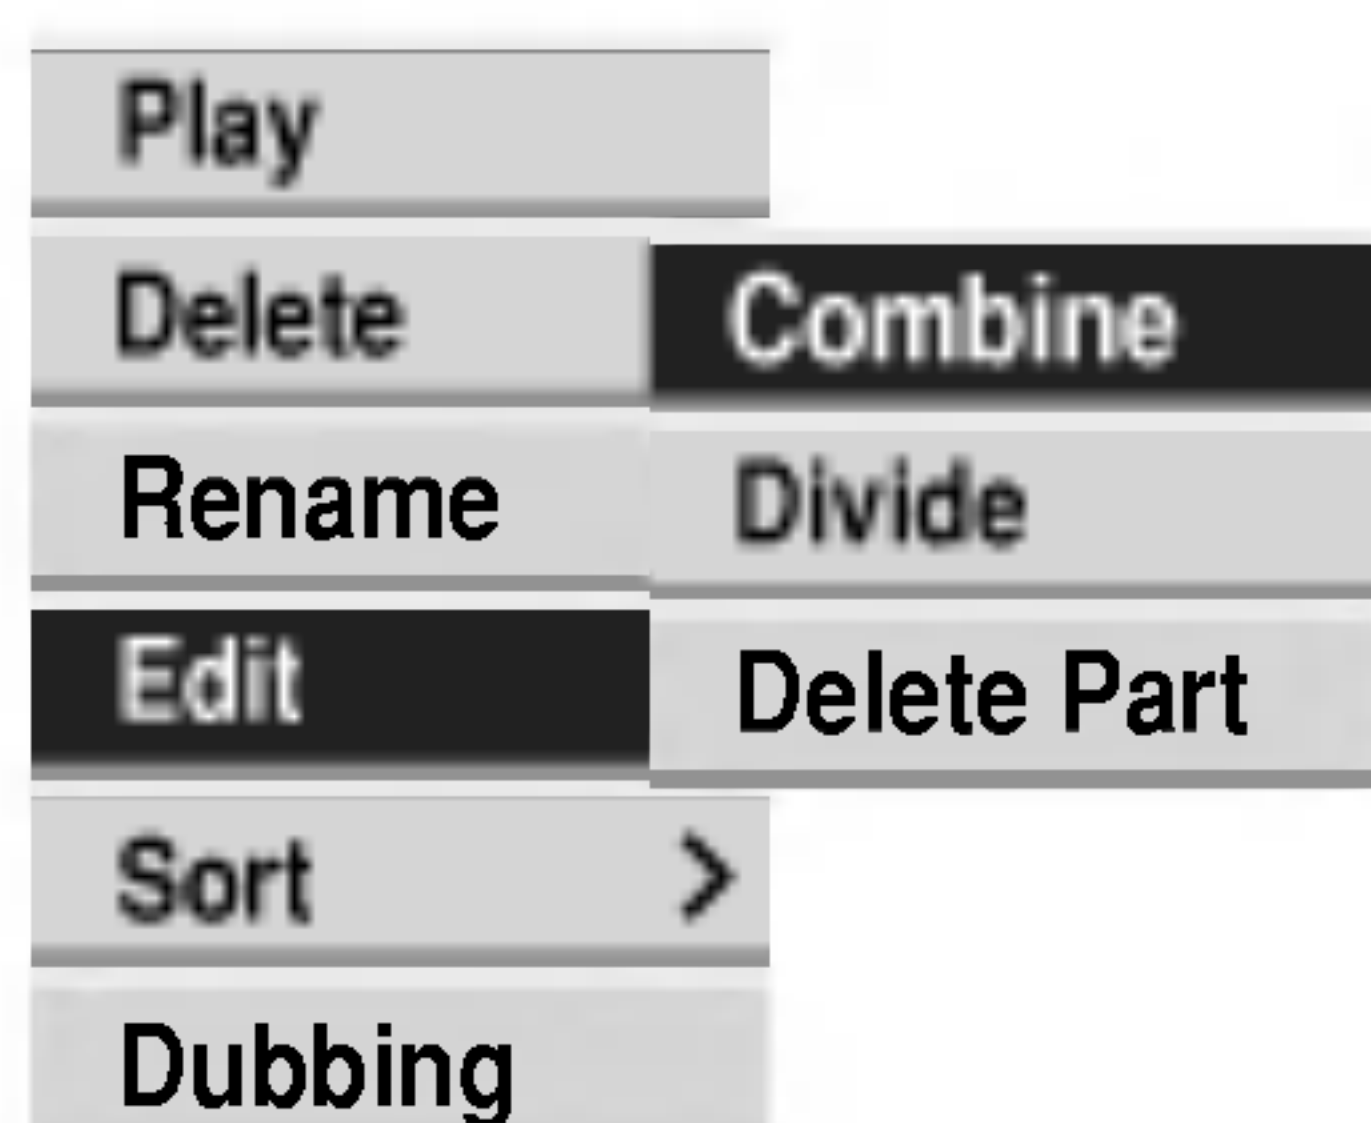 Play
Delete
Combine
Rename
Divide
Edit
Delete Part
Sort >
Dubbing